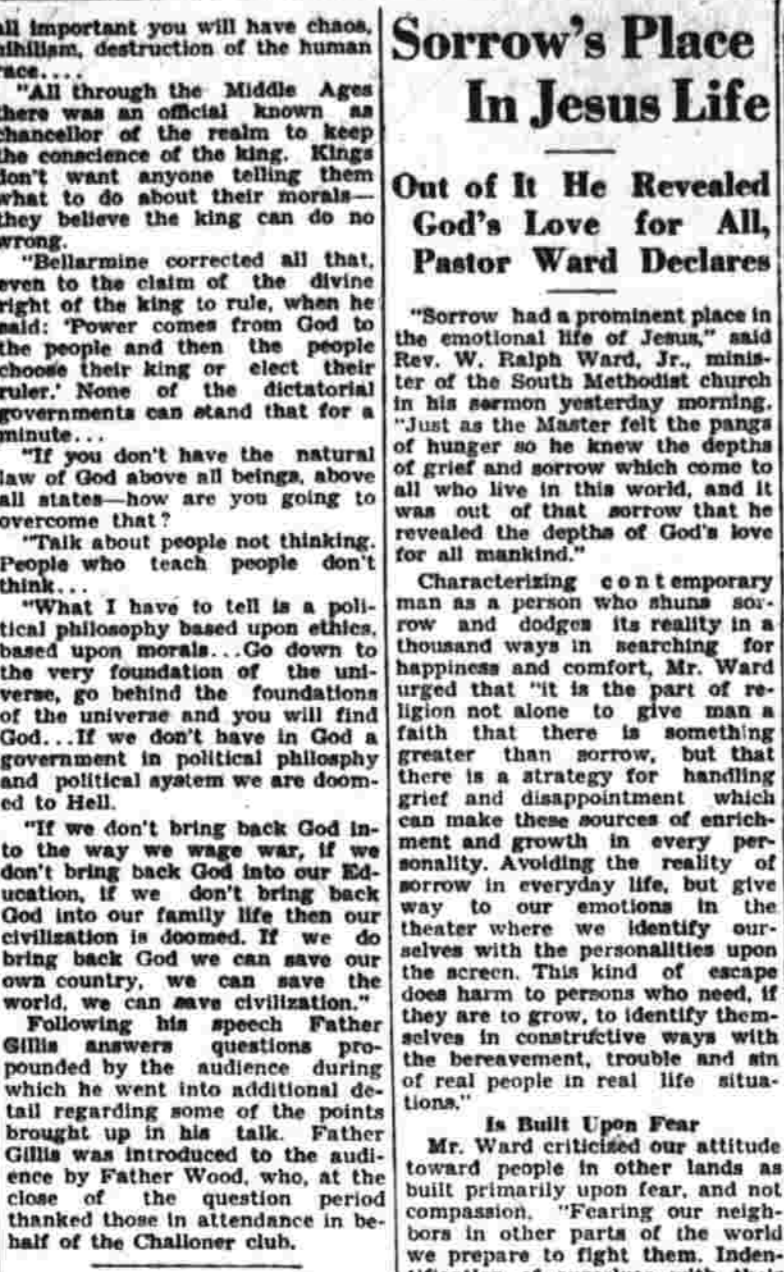 all important you will have chaos,
nihilism, destruction of the human
race....
"All through the Middle Ages
there was an official known as
chancellor of the realm to keep
the conscience of the king. Kings
don't want anyone telling them
what to do about their morals—
they believe the king can do no
wrong.
"Bellarmine corrected all that,
even to the claim of the divine
right of the king to rule, when he
said: 'Power comes from God to
the people and then the people
choose their king or elect their
ruler.' None of the dictatorial
governments can stand that for a
minute...
"If you don't have the natural
law of God above all beings, above
all states—how are you going to
overcome that?
"Talk about people not thinking.
People who teach people don't
think...
"What I have to tell is a poli-
tical philosophy based upon ethics,
based upon morals...Go down to
the very foundation of the uni-
verse, go behind the foundations
of the universe and you will find
God...If we don't have in God a
government in political philosphy
and political system we are doom-
ed to Hell.
"If we don't bring back God in-
to the way we wage war, if we
don't bring back God into our Ed-
ucation, if we don't bring back
God into our family life then our
civilization is doomed. If we do
bring back God we can save our
own country, we can save the
world, we can save civilization."
Following his speech Father
Gillis answers questions pro-
pounded by the audience during
which he went into additional de-
tail regarding some of the points
brought up in his talk. Father
Gillis was introduced to the audi-
ence by Father Wood, who, at the
close of the question period
thanked those in attendance in be-
half of the Challoner club.
Sorrow's Place
In Jesus Life
Out of It He Revealed
God's Love for All,
Pastor Ward Declares
"Sorrow had a prominent place in
the emotional life of Jesus," said
Rev. W. Ralph Ward, Jr., minis-
ter of the South Methodist church
in his sermon yesterday morning.
"Just as the Master felt the pangs
of hunger so he knew the depths
of grief and sorrow which come to
all who live in this world, and it
was out of that sorrow that he
revealed the depths of God's love
for all mankind."
Characterizing contemporary
man as a person who shuns sor-
row and dodges its reality in a
thousand ways in searching for
happiness and comfort, Mr. Ward
urged that "it is the part of re-
ligion not alone to give man a
faith that there is something
greater than sorrow, but that
there is a strategy for handling
grief and disappointment which
can make these sources of enrich-
ment and growth in every per-
sonality. Avoiding the reality of
sorrow in everyday life, but give
way to our emotions in the
theater where we identify our-
selves with the personalities upon
the screen. This kind of escape
does harm to persons who need, if
they are to grow, to identify them-
selves in constructive ways with
the bereavement, trouble and sin
of real people in real life situa-
tions."
Is Built Upon Fear
Mr. Ward criticized our attitude
toward people in other lands as
built primarily upon fear, and not
compassion. "Fearing our neigh-
bors in other parts of the world
we prepare to fight them. Inden-